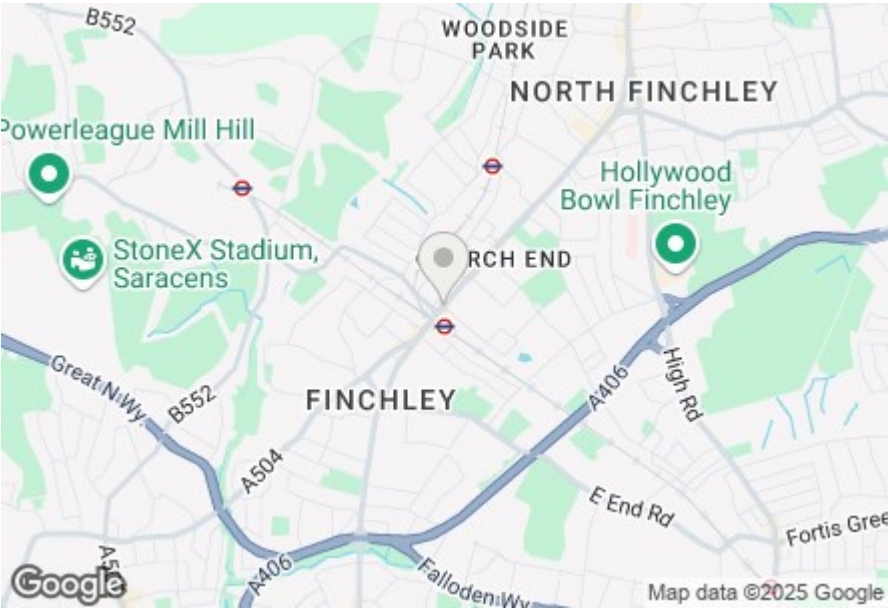 B552
WOODSIDE
PARK
NORTH FINCHLEY
Powerleague Mill Hill
Hollywood
Bowl Finchley
RCH END
StoneX Stadium,
Saracens
Great N Wy
B552
FINCHLEY
A406
High Rd
A504
E End Rd
Fortis Gree
A406
Falloden Wy
Google
Map data ©2025 Google